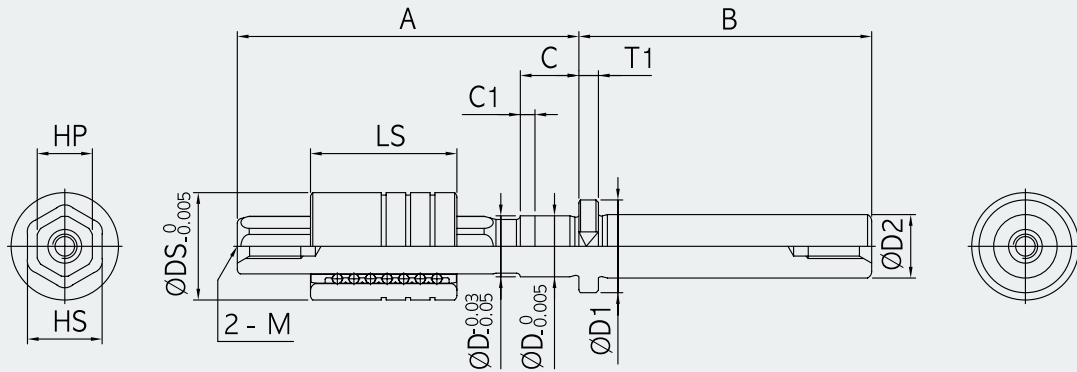 A
B
C
T1
C1
HP
LS
ØDS 0 -0.005
ØD2
HS
2 - M
ØD -0.03 -0.05
ØD 0 -0.005
ØD1